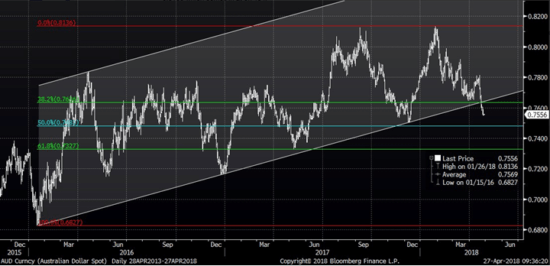 0.0%(0.8136)
0.8200
0.8000
0.7800
38.2%(0.7636)
0.7600
0.7556
50.0%(0.7482)
0.7400
61.8%(0.7327)
0.7200
0.7000
100.0%(0.6827)
0.6800
Last Price 0.7556
High on 01/26/18 0.8136
Average 0.7569
Low on 01/15/16 0.6827
Dec Mar Jun Sep Dec Mar Jun Sep Dec Mar Jun
2015 2016 2017 2018
AUD Curncy (Australian Dollar Spot) Daily 28APR2013-27APR2018 Copyright© 2018 Bloomberg Finance L.P. 27-Apr-2018 09:36:20